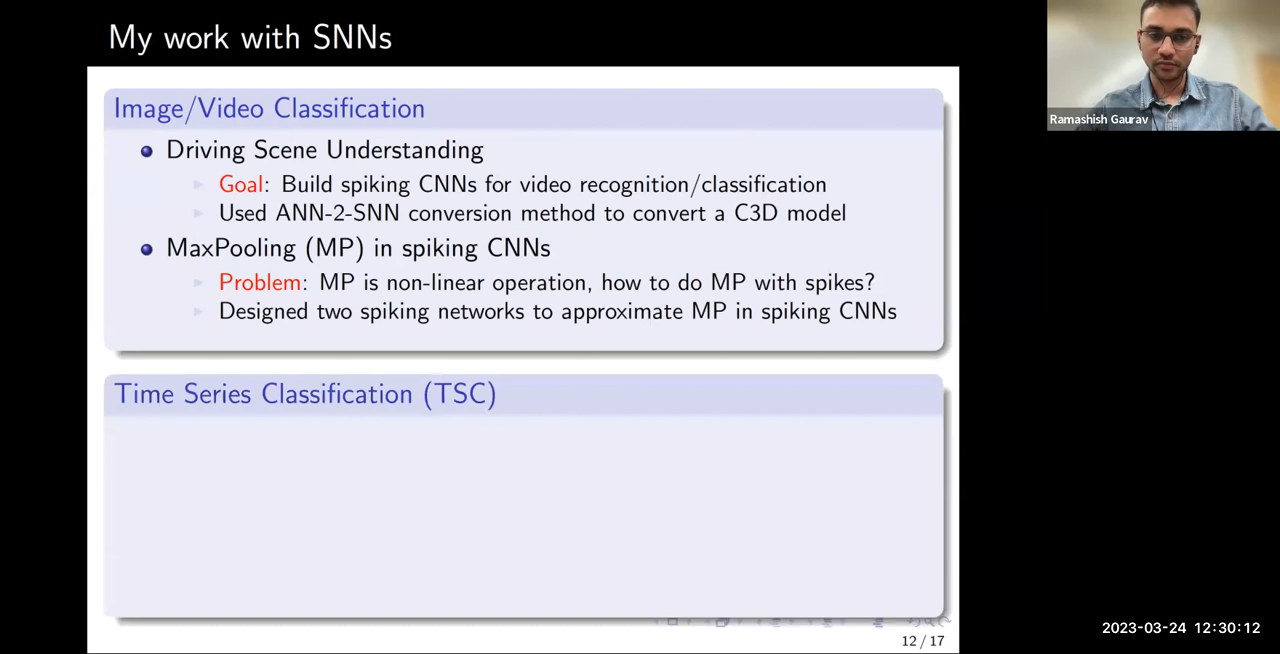 My work with SNNs
Image/Video Classification
Driving Scene Understanding
Goal: Build spiking CNNs for video recognition/classification
Used ANN-2-SNN conversion method to convert a C3D model
MaxPooling (MP) in spiking CNNs
Problem: MP is non-linear operation, how to do MP with spikes?
Designed two spiking networks to approximate MP in spiking CNNs
Time Series Classification (TSC)
12 / 17
Ramashish Gaurav
2023-03-24 12:30:12